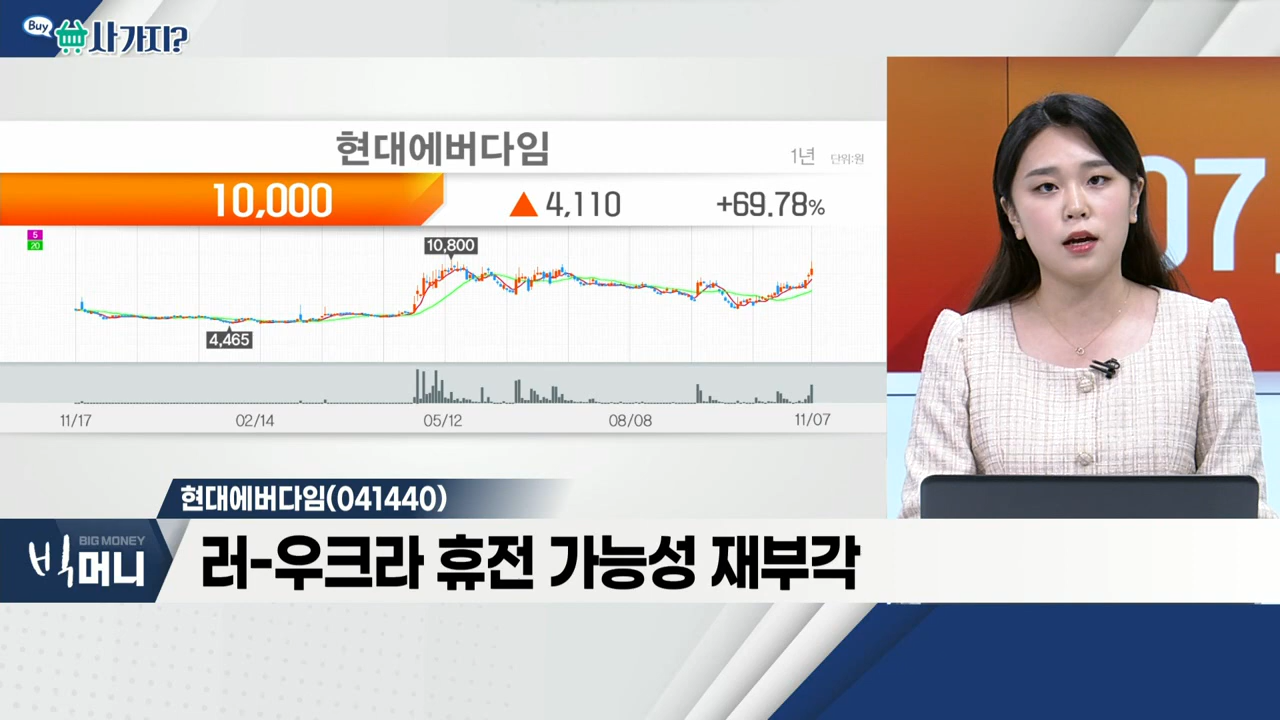 Buy
사가지?
현대에버다임
1년 단위:원
10,000
▲ 4,110
+69.78%
5
20
10,800
4,465
11/17 02/14 05/12 08/08 11/07
07.
현대에버다임(041440)
BIG MONEY
빅머니
러-우크라 휴전 가능성 재부각